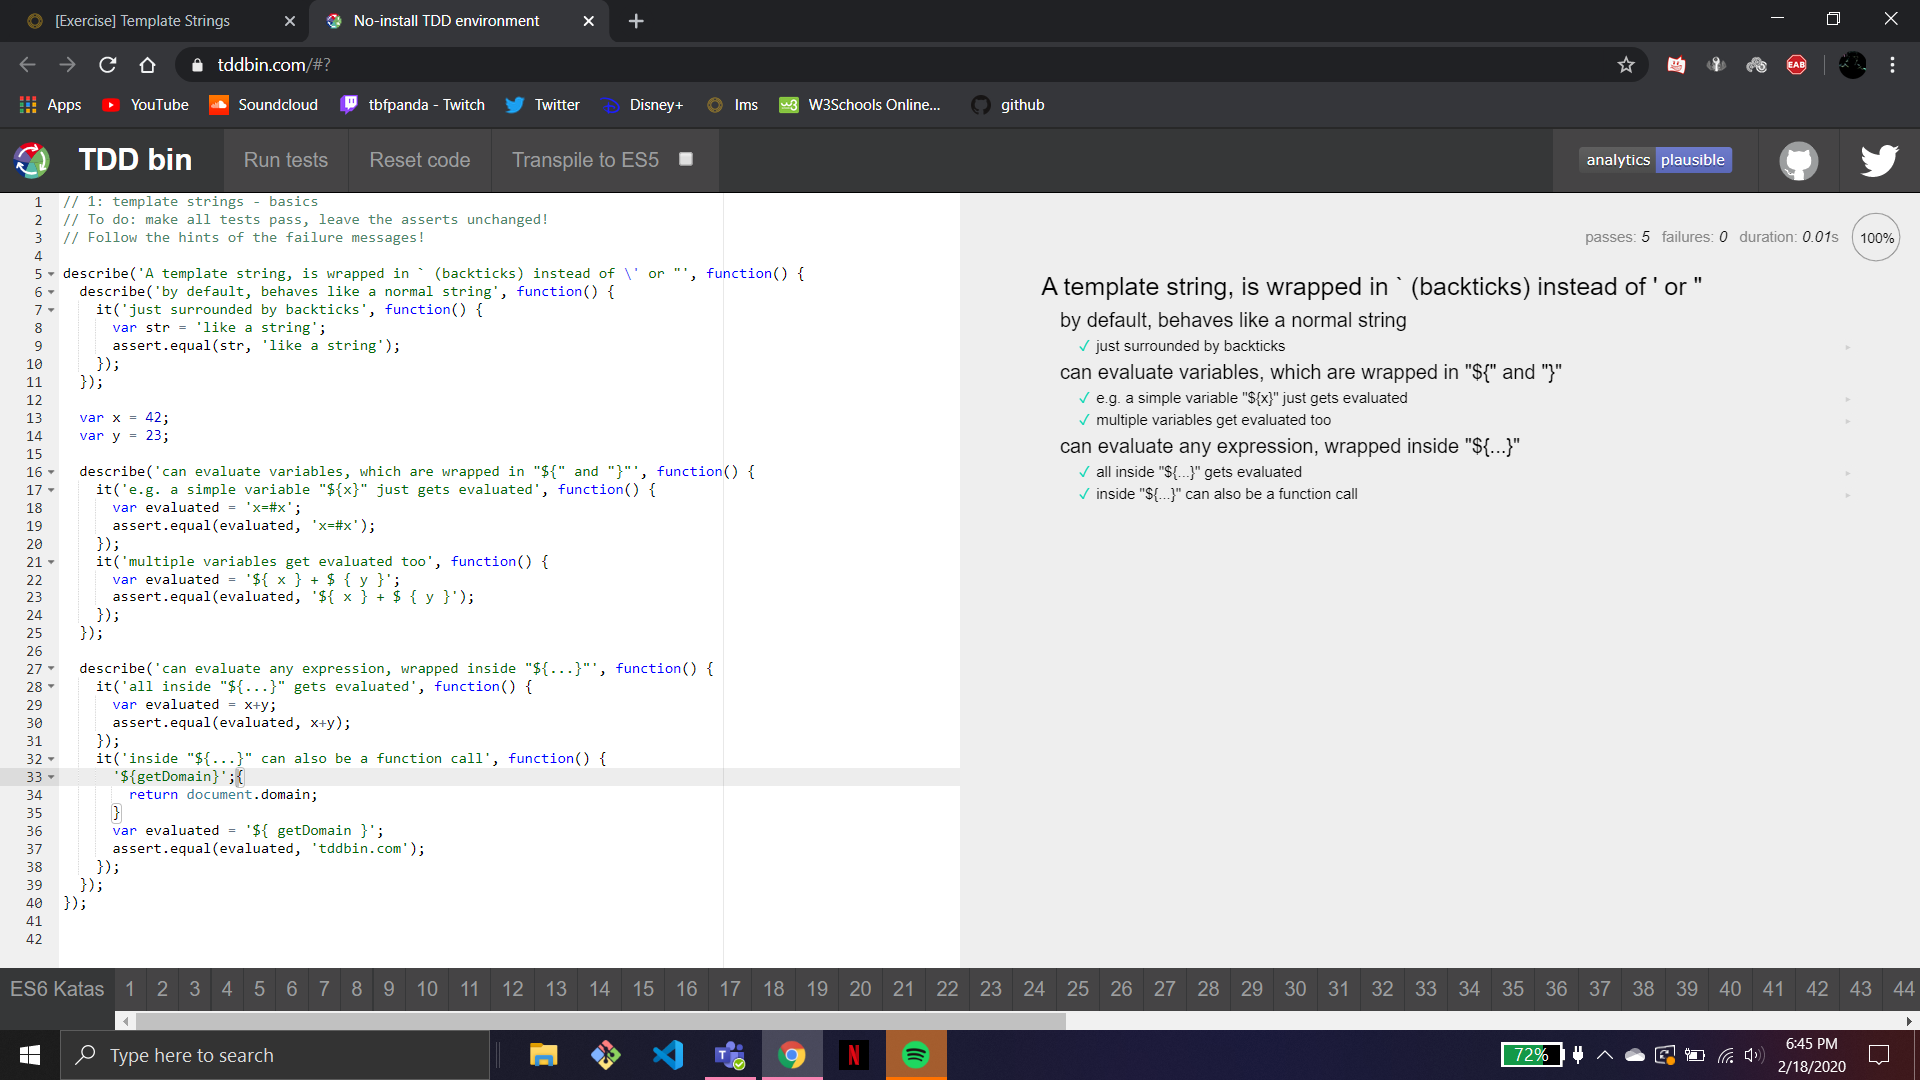 [Exercise] Template Strings
No-install TDD environment
tddbin.com/#?
EAB
Apps
YouTube
Soundcloud
tbfpanda - Twitch
Twitter
Disney+
lms
W3Schools Online...
github
TDD bin
Run tests
Reset code
Transpile to ES5
analytics plausible
1 // 1: template strings - basics
2 // To do: make all tests pass, leave the asserts unchanged!
3 // Follow the hints of the failure messages!
4
5 describe('A template string, is wrapped in ` (backticks) instead of \' or "', function() {
6 describe('by default, behaves like a normal string', function() {
7 it('just surrounded by backticks', function() {
8 var str = 'like a string';
9 assert.equal(str, 'like a string');
10 });
11 });
12
13 var x = 42;
14 var y = 23;
15
16 describe('can evaluate variables, which are wrapped in "${" and "}"', function() {
17 it('e.g. a simple variable "${x}" just gets evaluated', function() {
18 var evaluated = 'x=#x';
19 assert.equal(evaluated, 'x=#x');
20 });
21 it('multiple variables get evaluated too', function() {
22 var evaluated = '${ x } + $ { y }';
23 assert.equal(evaluated, '${ x } + $ { y }');
24 });
25 });
26
27 describe('can evaluate any expression, wrapped inside "${...}"', function() {
28 it('all inside "${...}" gets evaluated', function() {
29 var evaluated = x+y;
30 assert.equal(evaluated, x+y);
31 });
32 it('inside "${...}" can also be a function call', function() {
33 '${getDomain}';{
34 return document.domain;
35 }
36 var evaluated = '${ getDomain }';
37 assert.equal(evaluated, 'tddbin.com');
38 });
39 });
40 });
41
42
passes: 5 failures: 0 duration: 0.01s 100%
A template string, is wrapped in ` (backticks) instead of ' or "
by default, behaves like a normal string
✓ just surrounded by backticks
can evaluate variables, which are wrapped in "${" and "}"
✓ e.g. a simple variable "${x}" just gets evaluated
✓ multiple variables get evaluated too
can evaluate any expression, wrapped inside "${...}"
✓ all inside "${...}" gets evaluated
✓ inside "${...}" can also be a function call
ES6 Katas 1 2 3 4 5 6 7 8 9 10 11 12 13 14 15 16 17 18 19 20 21 22 23 24 25 26 27 28 29 30 31 32 33 34 35 36 37 38 39 40 41 42 43 44
Type here to search
72%
6:45 PM
2/18/2020